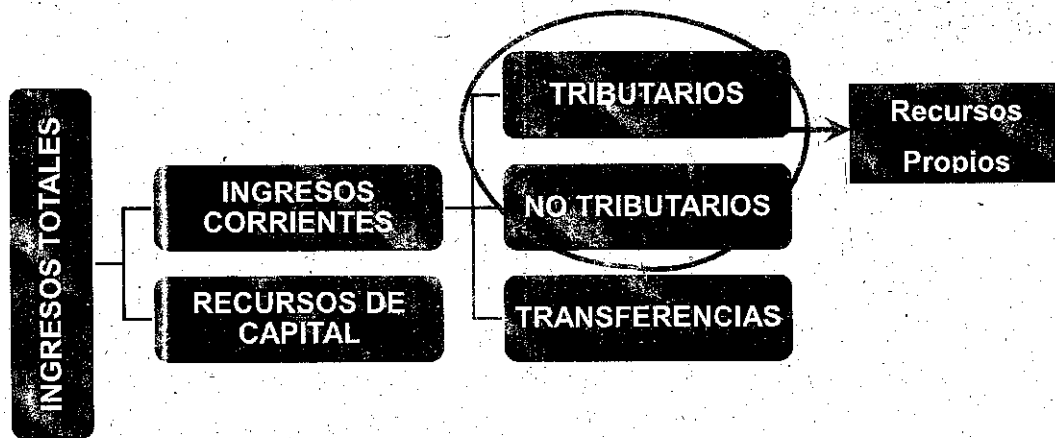 INGRESOS TOTALES
INGRESOS
CORRIENTES
RECURSOS DE
CAPITAL
TRIBUTARIOS
NO TRIBUTARIOS
TRANSFERENCIAS
Recursos
Propios